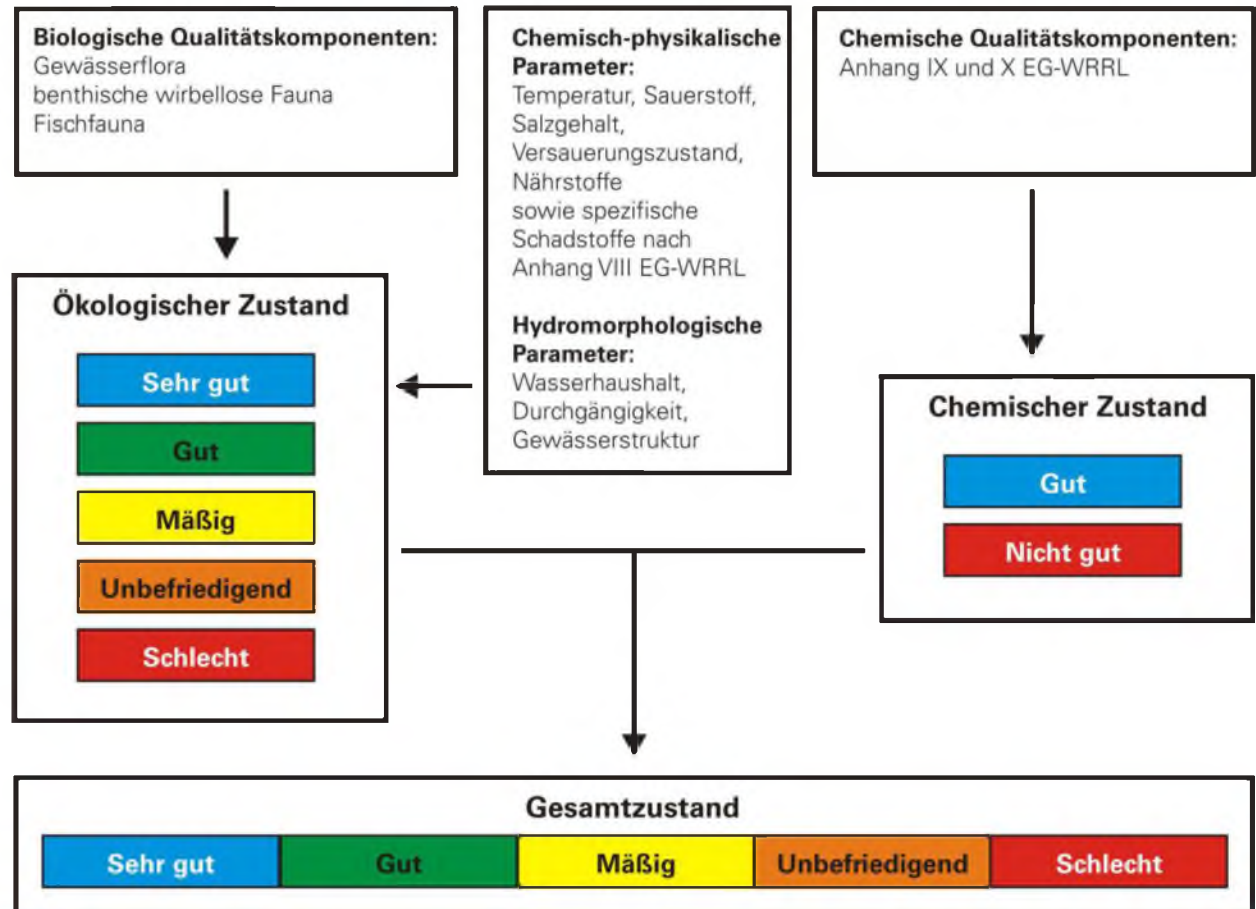 Biologische Qualitätskomponenten:
Gewässerflora
benthische wirbellose Fauna
Fischfauna
Chemisch-physikalische
Parameter:
Temperatur, Sauerstoff,
Salzgehalt,
Versauerungszustand,
Nährstoffe
sowie spezifische
Schadstoffe nach
Anhang VIII EG-WRRL
Hydromorphologische
Parameter:
Wasserhaushalt,
Durchgängigkeit,
Gewässerstruktur
Chemische Qualitätskomponenten:
Anhang IX und X EG-WRRL
Ökologischer Zustand
Sehr gut
Gut
Mäßig
Unbefriedigend
Schlecht
Chemischer Zustand
Gut
Nicht gut
Gesamtzustand
Sehr gut
Gut
Mäßig
Unbefriedigend
Schlecht